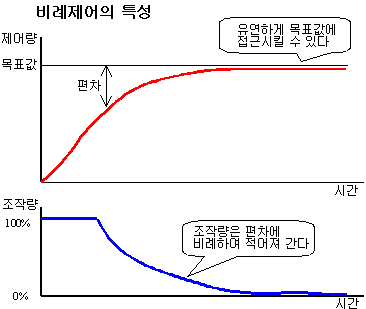 비례제어의 특성
제어량
유연하게 목표값에
접근시킬 수 있다
목표값
편차
시간
조작량
100%
조작량은 편차에
비례하며 적어져 간다
0%
시간